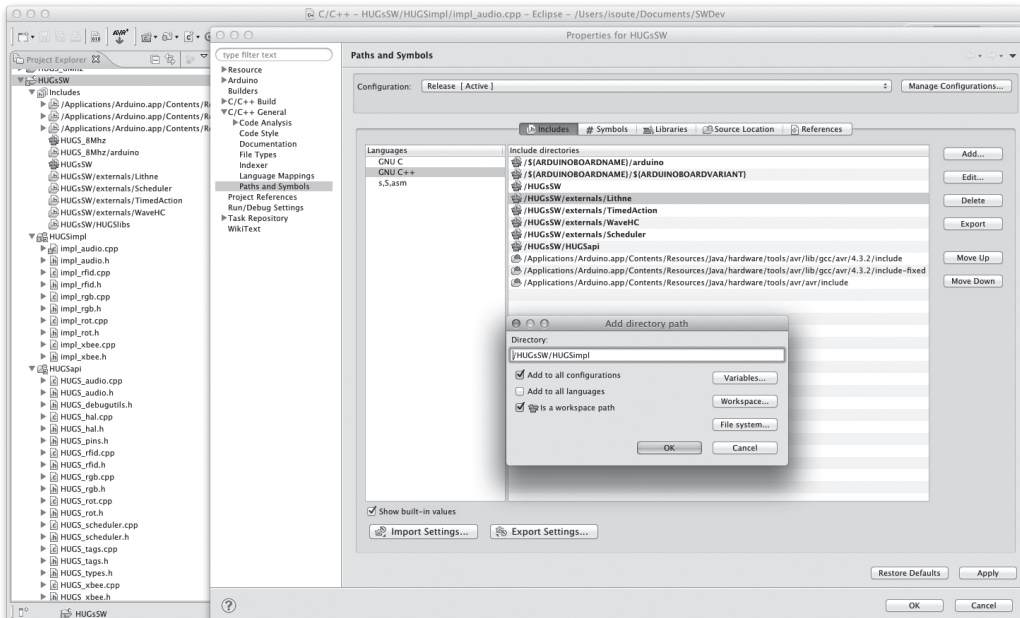 C/C++ - HUGsSW/HUGSimpl/impl_audio.cpp - Eclipse - /Users/isoute/Documents/SWDev
Project Explorer
HUGS_8Mhz
HUGsSW
Includes
/Applications/Arduino.app/Contents/R
/Applications/Arduino.app/Contents/R
/Applications/Arduino.app/Contents/R
HUGS_8Mhz
HUGS_8Mhz/arduino
HUGsSW
HUGsSW/externals/Lithne
HUGsSW/externals/Scheduler
HUGsSW/externals/TimedAction
HUGsSW/externals/WaveHC
HUGsSW/HUGSlibs
HUGSimpl
impl_audio.cpp
impl_audio.h
impl_rfid.cpp
impl_rfid.h
impl_rgb.cpp
impl_rgb.h
impl_rot.cpp
impl_rot.h
impl_xbee.cpp
impl_xbee.h
HUGSapi
HUGS_audio.cpp
HUGS_audio.h
HUGS_debugutils.h
HUGS_hal.cpp
HUGS_hal.h
HUGS_pins.h
HUGS_rfid.cpp
HUGS_rfid.h
HUGS_rgb.cpp
HUGS_rgb.h
HUGS_rot.cpp
HUGS_rot.h
HUGS_scheduler.cpp
HUGS_scheduler.h
HUGS_tags.cpp
HUGS_tags.h
HUGS_types.h
HUGS_xbee.cpp
HUGS_xbee.h
HUGsSW
Properties for HUGsSW
type filter text
Resource
Arduino
Builders
C/C++ Build
C/C++ General
Code Analysis
Code Style
Documentation
File Types
Indexer
Language Mappings
Paths and Symbols
Project References
Run/Debug Settings
Task Repository
WikiText
Paths and Symbols
Configuration: Release [ Active ] Manage Configurations...
Includes # Symbols Libraries Source Location References
Languages
GNU C
GNU C++
s,S,asm
Include directories
/${ARDUINOBOARDNAME}/arduino
/${ARDUINOBOARDNAME}/${ARDUINOBOARDVARIANT}
/HUGsSW
/HUGsSW/externals/Lithne
/HUGsSW/externals/TimedAction
/HUGsSW/externals/WaveHC
/HUGsSW/externals/Scheduler
/HUGsSW/HUGSapi
/Applications/Arduino.app/Contents/Resources/Java/hardware/tools/avr/lib/gcc/avr/4.3.2/include
/Applications/Arduino.app/Contents/Resources/Java/hardware/tools/avr/lib/gcc/avr/4.3.2/include-fixed
/Applications/Arduino.app/Contents/Resources/Java/hardware/tools/avr/avr/include
Add...
Edit...
Delete
Export
Move Up
Move Down
Add directory path
Directory:
/HUGsSW/HUGSimpl
Add to all configurations
Add to all languages
Is a workspace path
Variables...
Workspace...
File system...
OK Cancel
Show built-in values
Import Settings... Export Settings...
Restore Defaults Apply
? OK Cancel